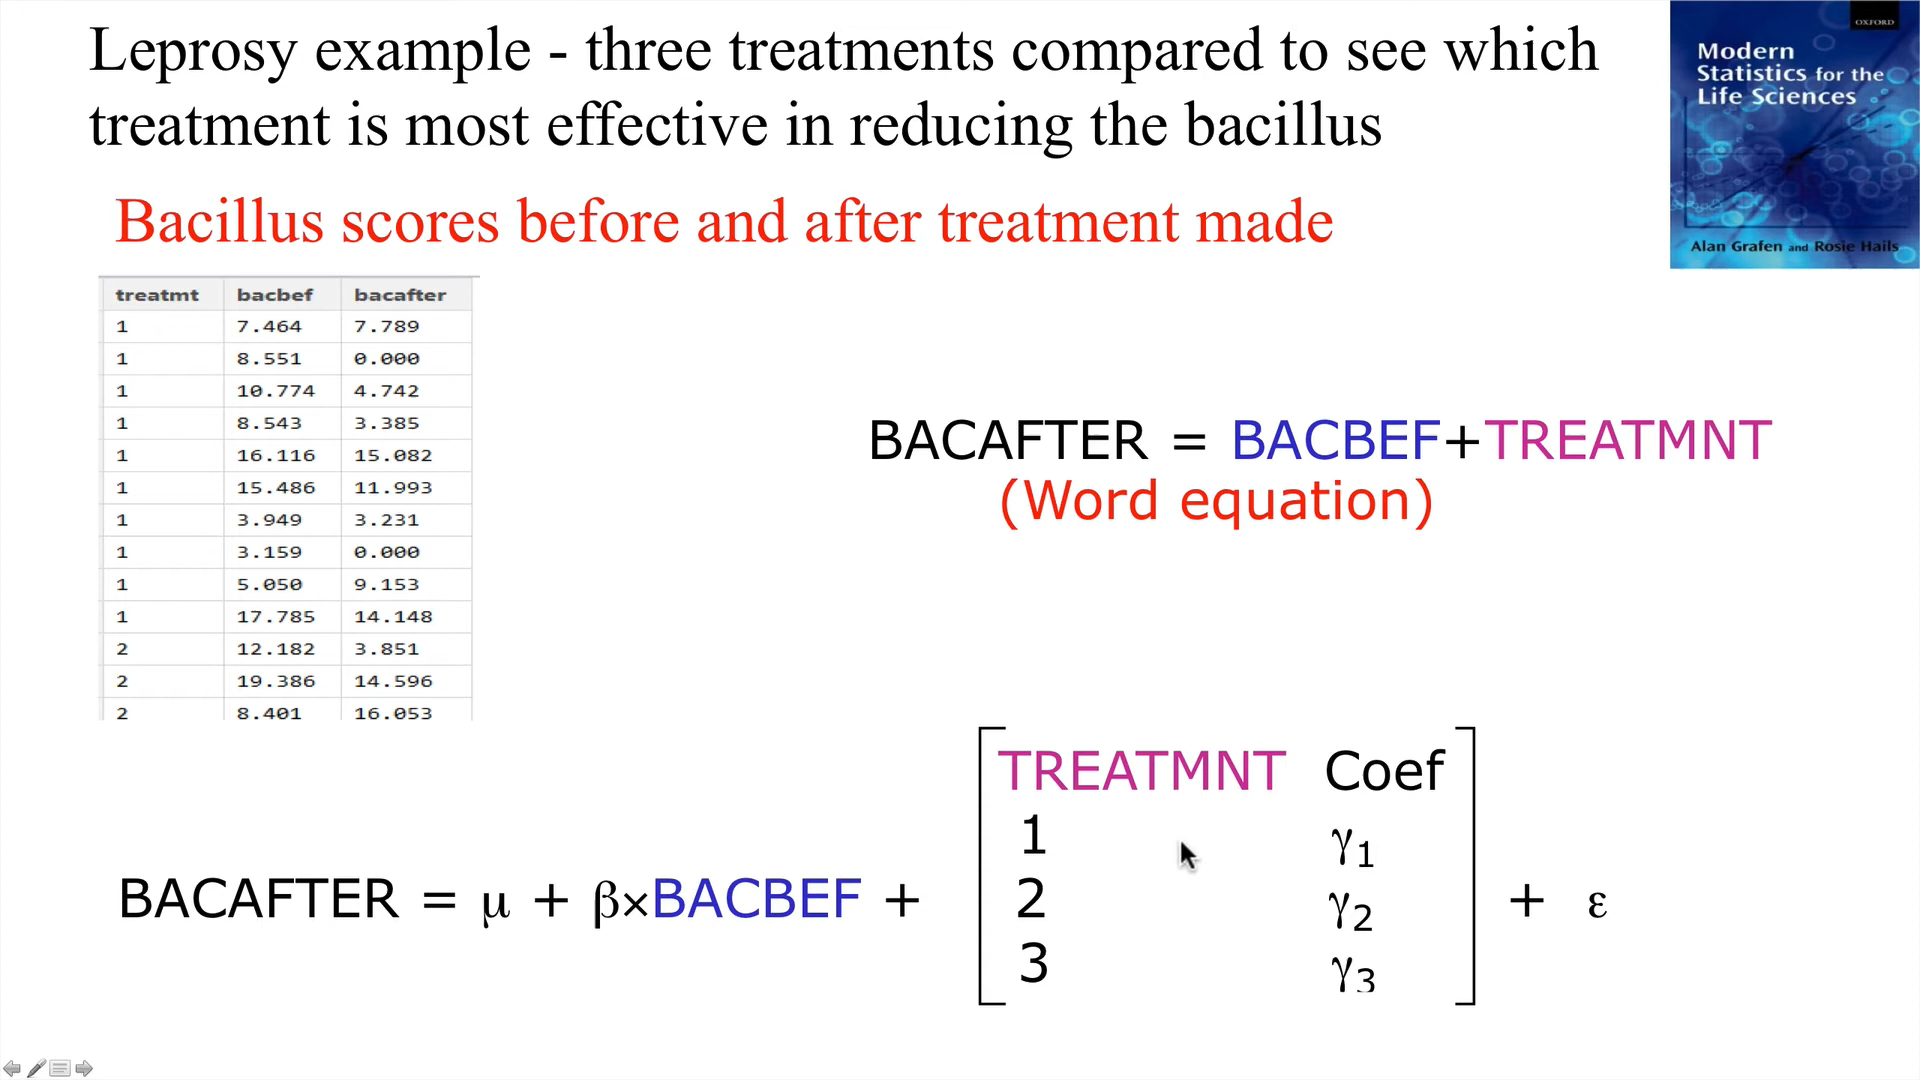 Leprosy example - three treatments compared to see which
treatment is most effective in reducing the bacillus
OXFORD
Modern
Statistics for the
Life Sciences
Alan Grafen and Rosie Hails
Bacillus scores before and after treatment made
treatmt bacbef bacafter
1 7.464 7.789
1 8.551 0.000
1 10.774 4.742
1 8.543 3.385
1 16.116 15.082
1 15.486 11.993
1 3.949 3.231
1 3.159 0.000
1 5.050 9.153
1 17.785 14.148
2 12.182 3.851
2 19.386 14.596
2 8.401 16.053
BACAFTER = BACBEF+TREATMNT
(Word equation)
BACAFTER = μ + β×BACBEF +
TREATMNT Coef
1 γ₁
2 γ₂
3 γ₃
+ ε